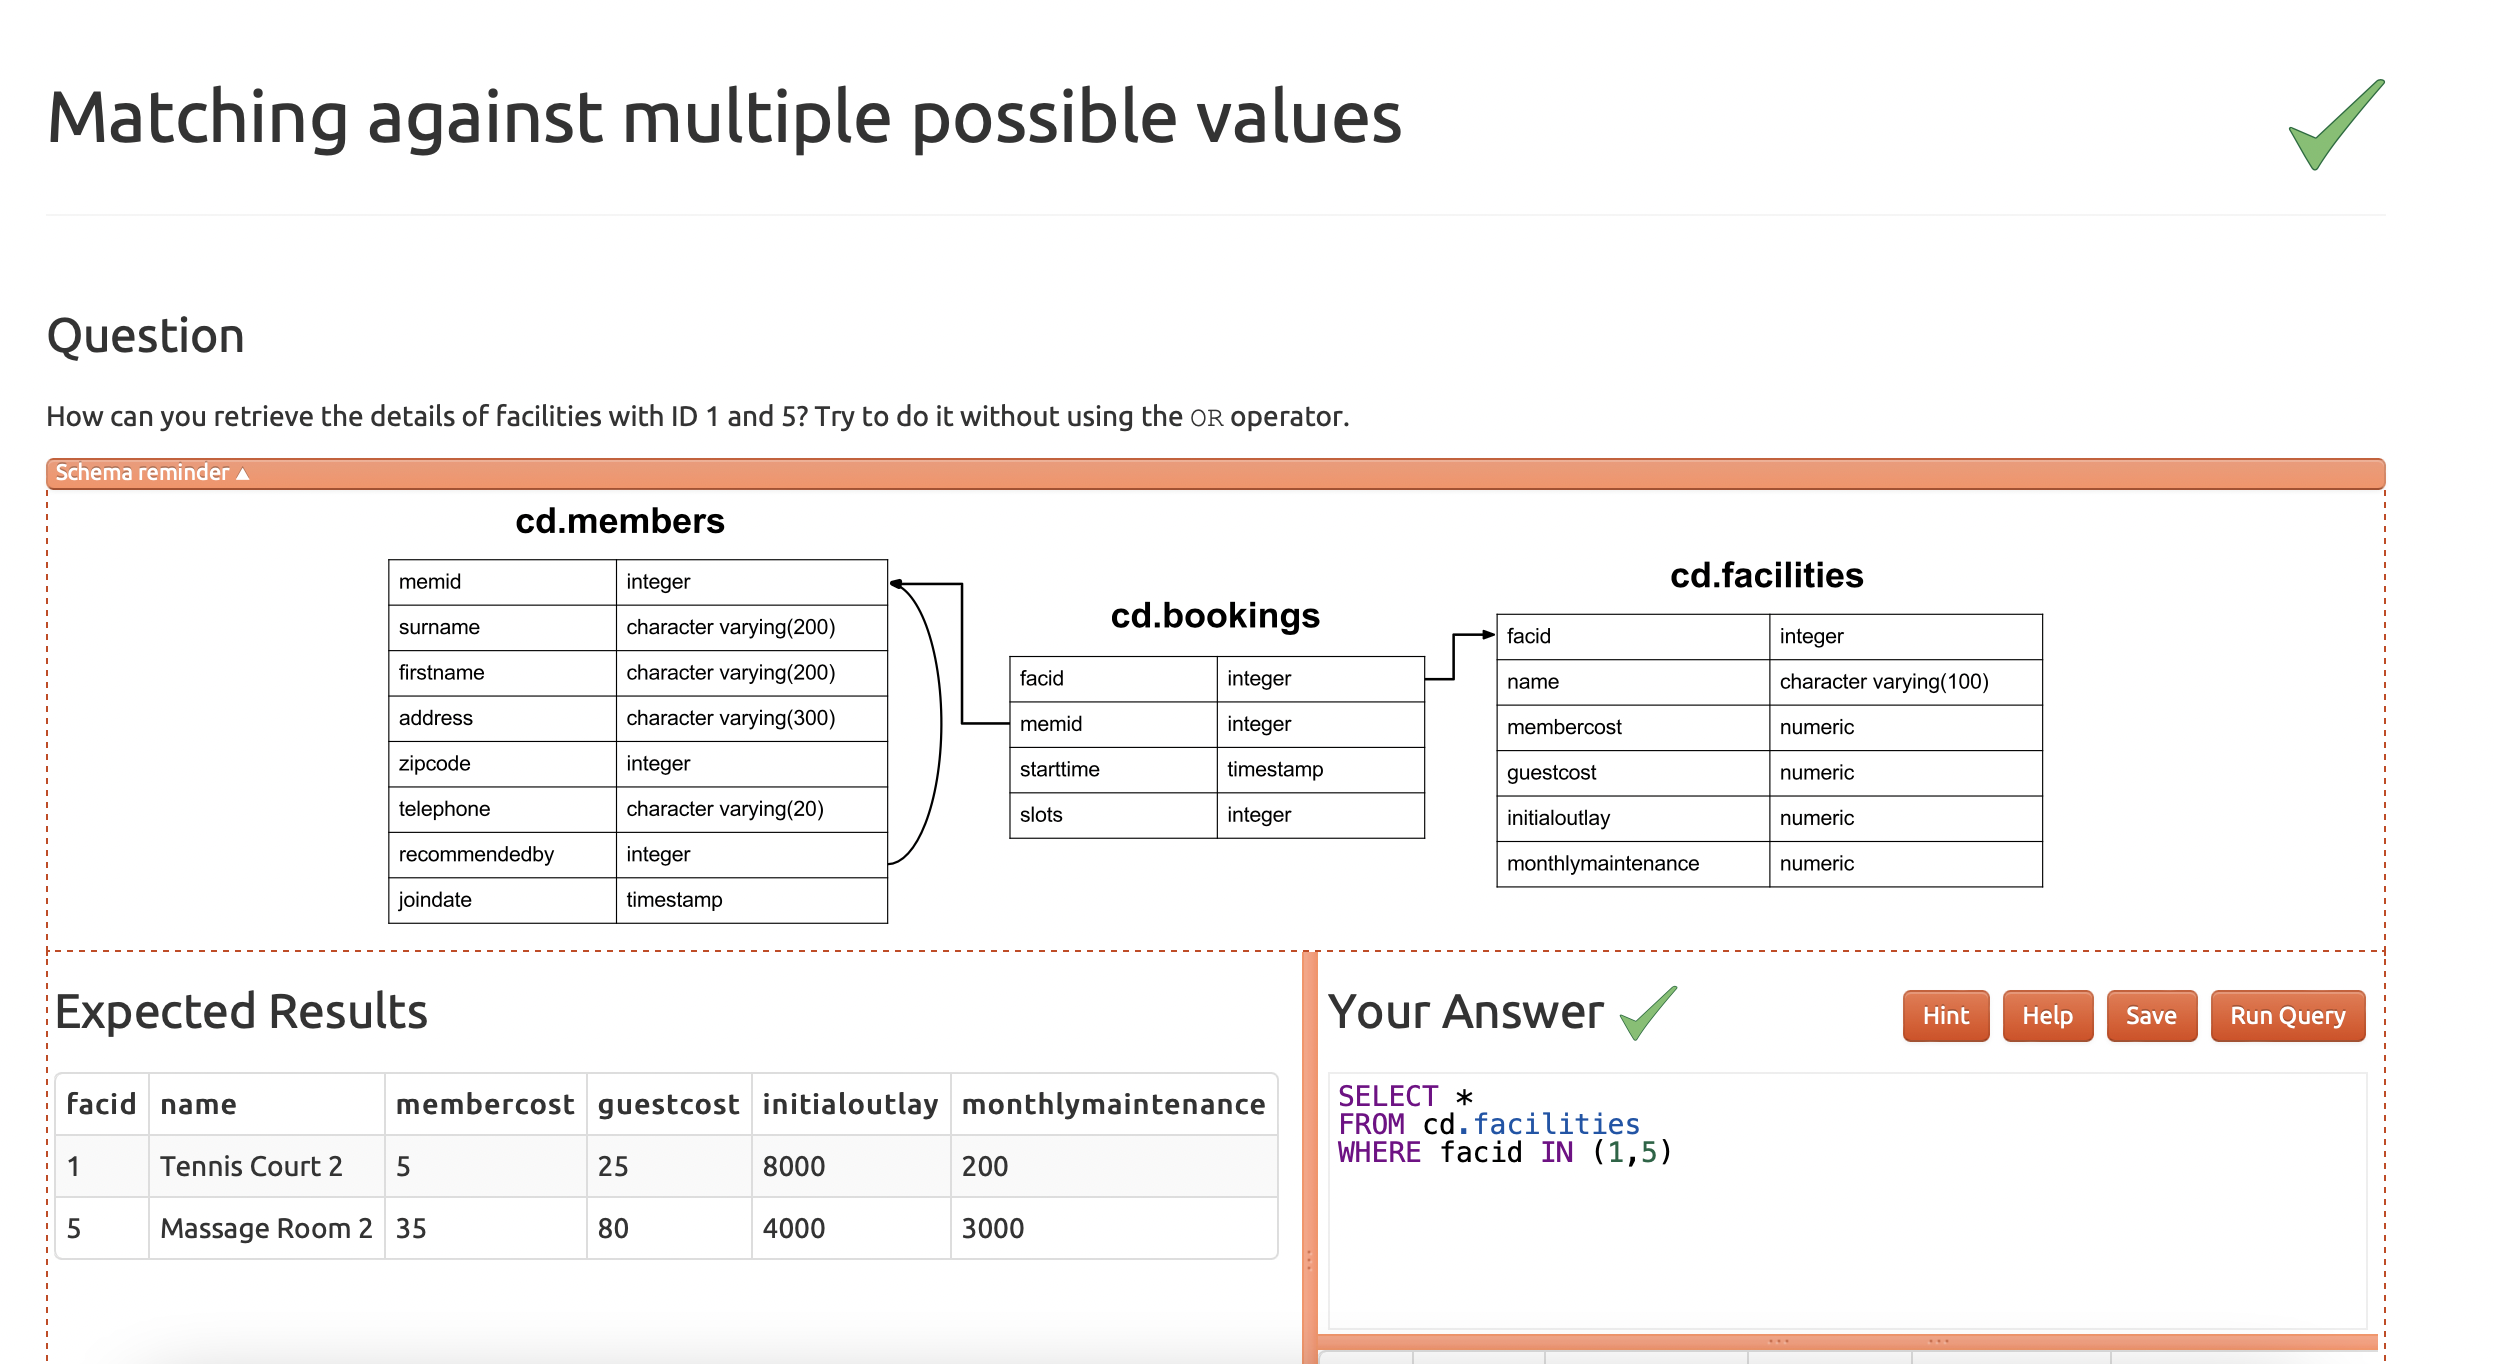 Matching against multiple possible values
Question
How can you retrieve the details of facilities with ID 1 and 5? Try to do it without using the OR operator.
Schema reminder ▲
cd.members
memid integer
surname character varying(200)
firstname character varying(200)
address character varying(300)
zipcode integer
telephone character varying(20)
recommendedby integer
joindate timestamp
cd.bookings
facid integer
memid integer
starttime timestamp
slots integer
cd.facilities
facid integer
name character varying(100)
membercost numeric
guestcost numeric
initialoutlay numeric
monthlymaintenance numeric
Expected Results
facid name membercost guestcost initialoutlay monthlymaintenance
1 Tennis Court 2 5 25 8000 200
5 Massage Room 2 35 80 4000 3000
Your Answer
Hint Help Save Run Query
SELECT *
FROM cd.facilities
WHERE facid IN (1,5)